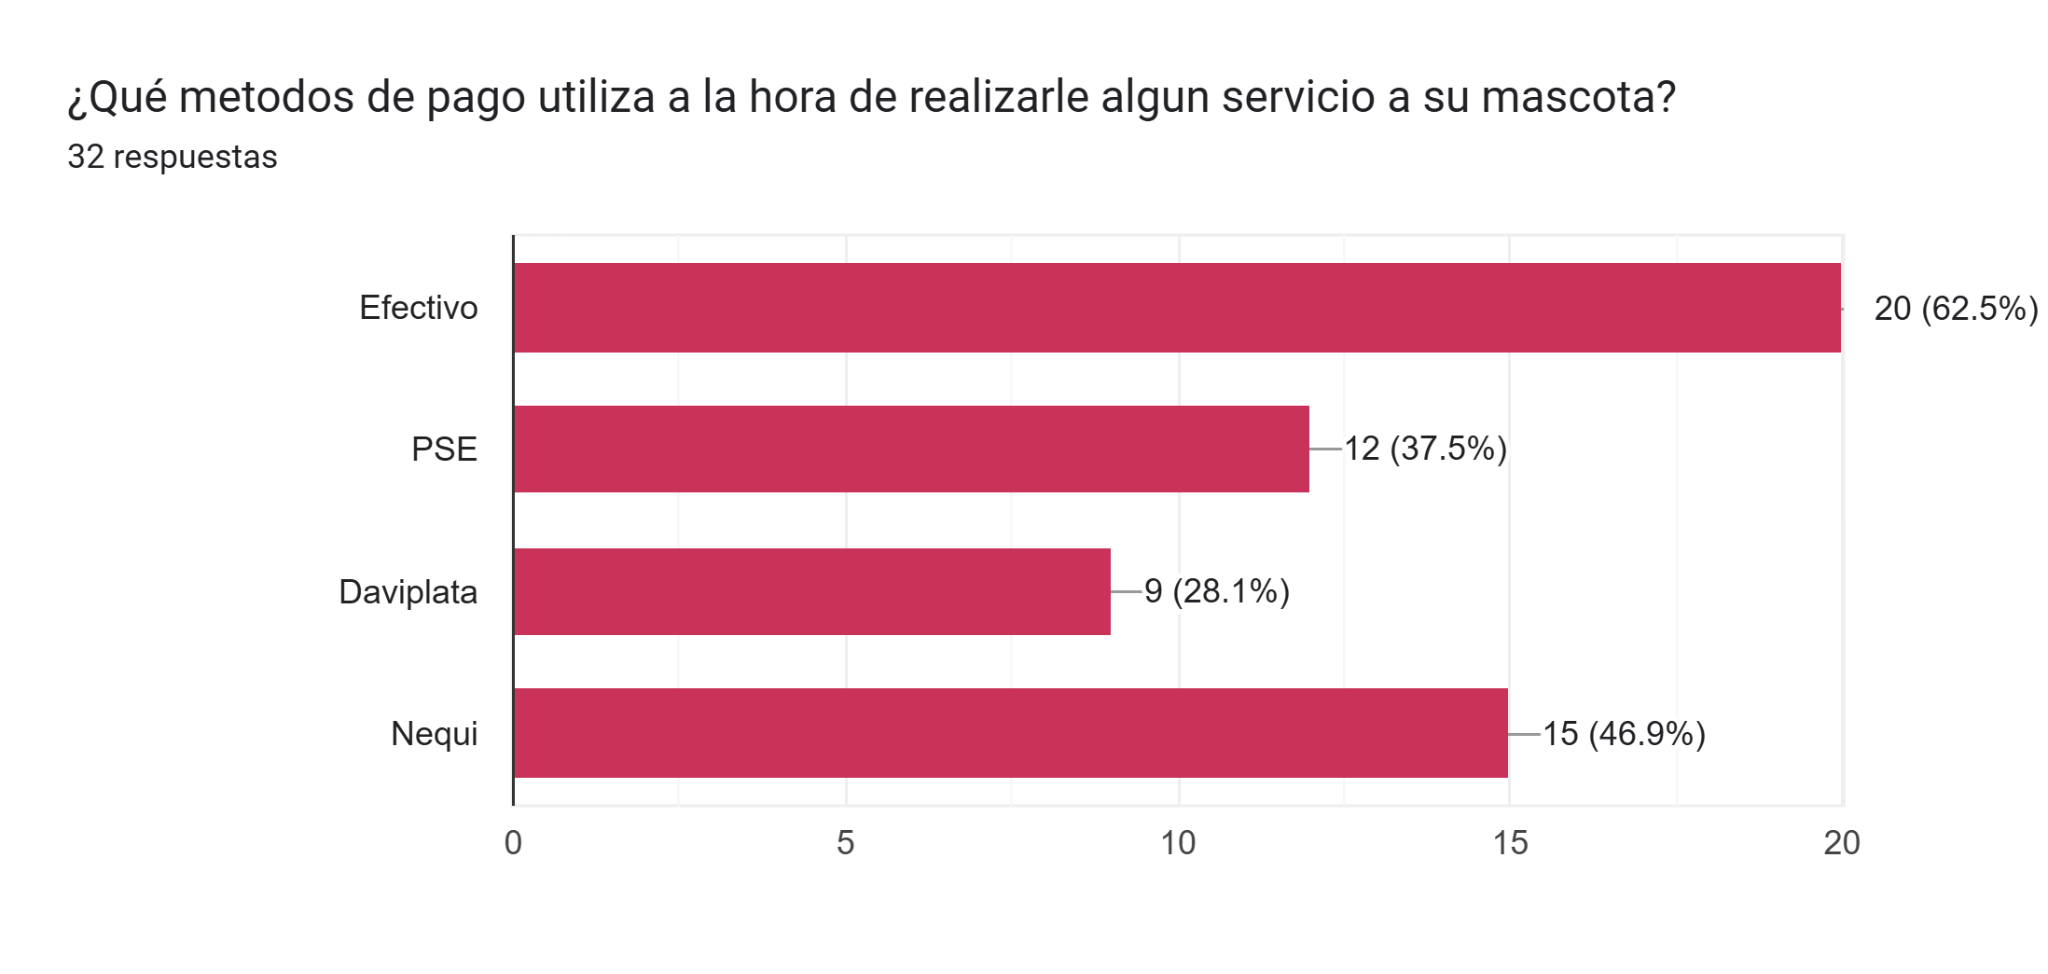 ¿Qué metodos de pago utiliza a la hora de realizarle algun servicio a su mascota?
32 respuestas
Efectivo 20 (62.5%)
PSE 12 (37.5%)
Daviplata 9 (28.1%)
Nequi 15 (46.9%)
0 5 10 15 20